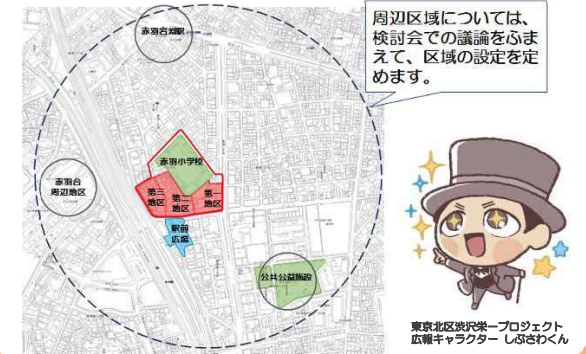 周辺区域については、
検討会での議論をふま
えて、区域の設定を定
めます。
赤羽岩淵駅
赤羽小学校
赤羽台
周辺地区
第三
地区
第二
地区
第一
地区
駅前
広場
公共公益施設
東京北区渋沢栄一プロジェクト
広報キャラクター しぶさわくん